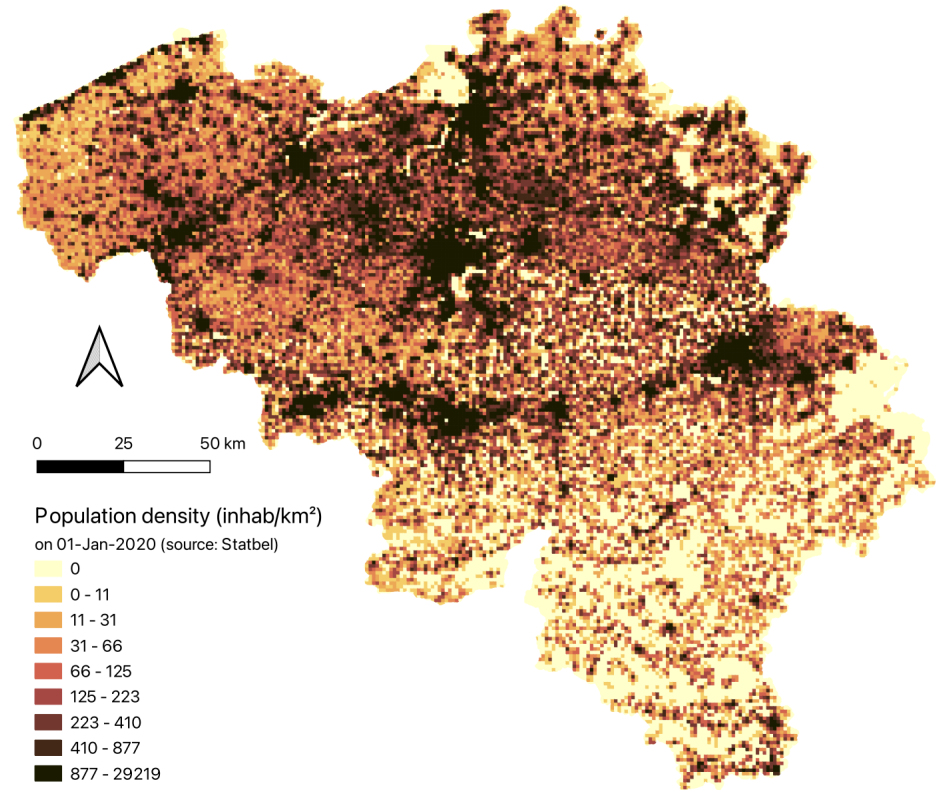 0 25 50 km
Population density (inhab/km²)
on 01-Jan-2020 (source: Statbel)
0
0 - 11
11 - 31
31 - 66
66 - 125
125 - 223
223 - 410
410 - 877
877 - 29219